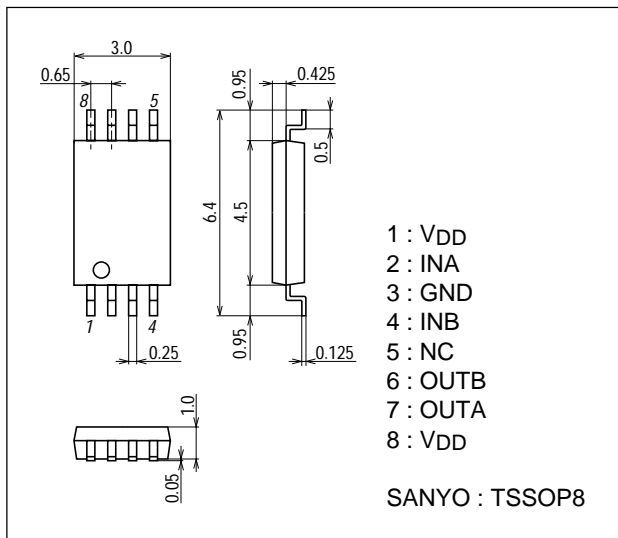 3.0
0.65
8
5
0.95
0.425
0.5
6.4
4.5
1
4
0.25
0.95
0.125
1.0
0.05
1 : VDD
2 : INA
3 : GND
4 : INB
5 : NC
6 : OUTB
7 : OUTA
8 : VDD
SANYO : TSSOP8